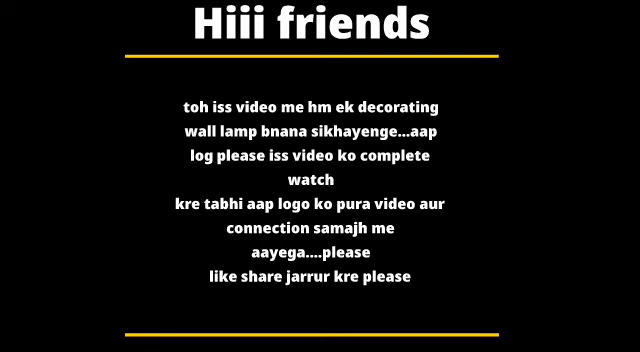 Hiii friends
toh iss video me hm ek decorating
wall lamp bnana sikhayenge...aap
log please iss video ko complete
watch
kre tabhi aap logo ko pura video aur
connection samajh me
aayega....please
like share jarrur kre please